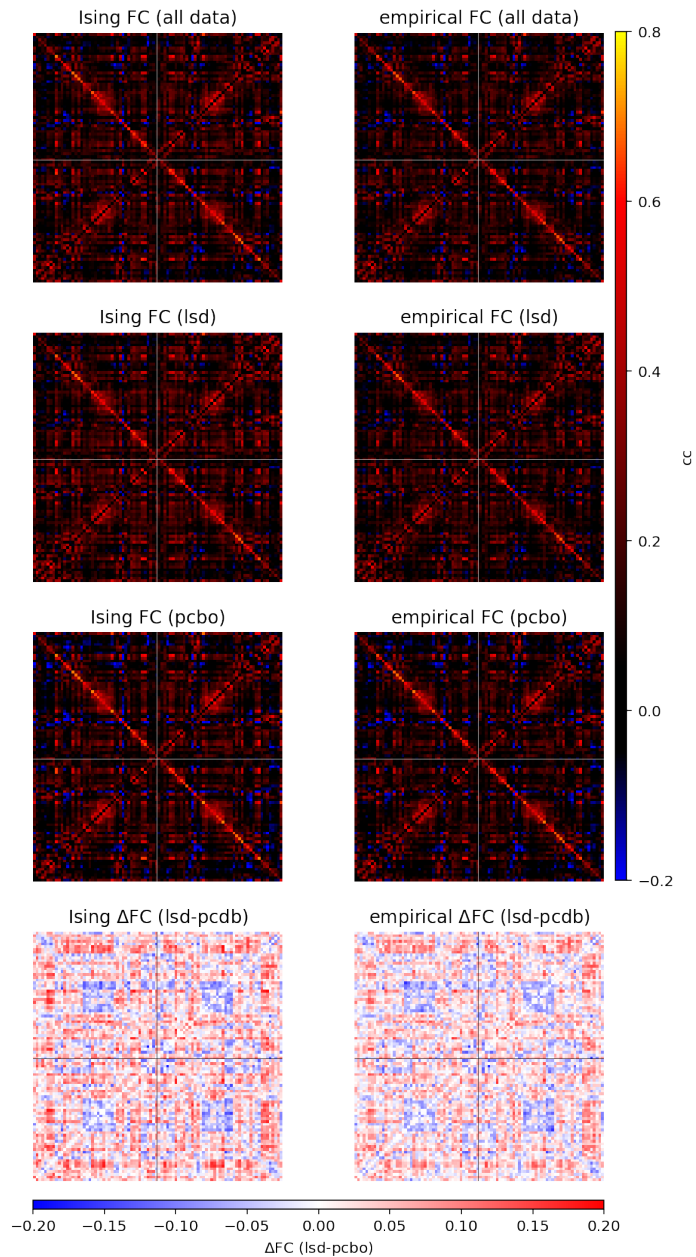 Ising FC (all data)
empirical FC (all data)
Ising FC (lsd)
empirical FC (lsd)
Ising FC (pcbo)
empirical FC (pcbo)
Ising ΔFC (lsd-pcdb)
empirical ΔFC (lsd-pcdb)
0.8
0.6
0.4
0.2
0.0
−0.2
cc
−0.20 −0.15 −0.10 −0.05 0.00 0.05 0.10 0.15 0.20
ΔFC (lsd-pcbo)